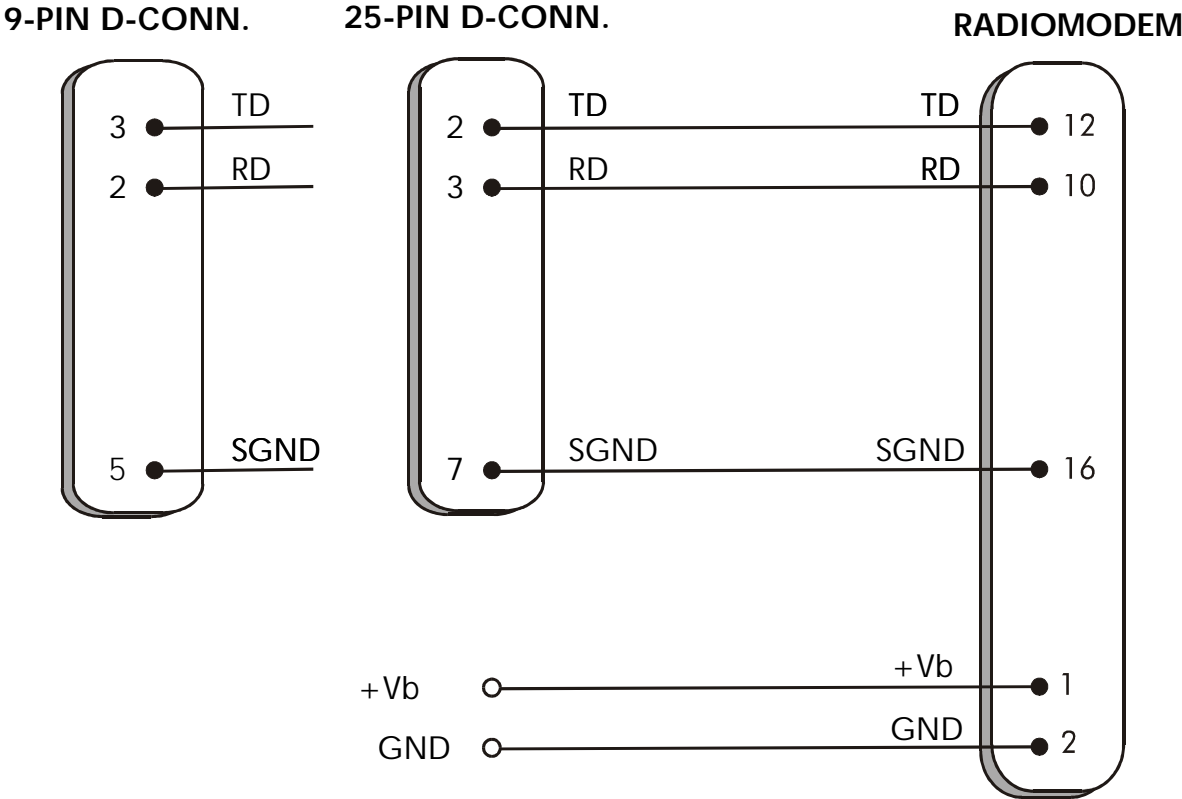 9-PIN D-CONN.
25-PIN D-CONN.
RADIOMODEM
3 TD
2 RD
5 SGND
2 TD TD 12
3 RD RD 10
7 SGND SGND 16
+Vb +Vb 1
GND GND 2